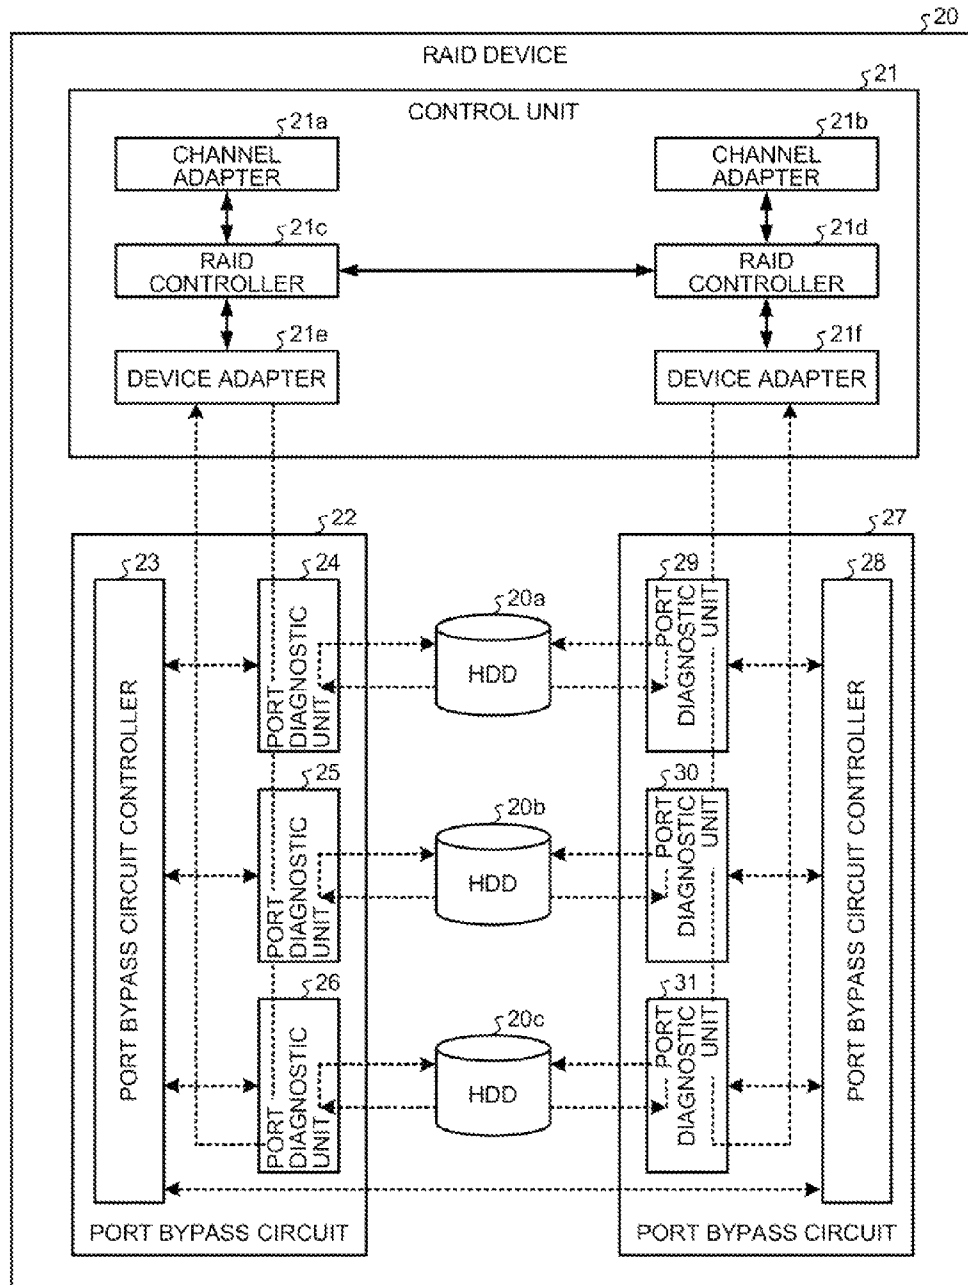 20
RAID DEVICE
21
CONTROL UNIT
21a
CHANNEL
ADAPTER
21b
CHANNEL
ADAPTER
21c
RAID
CONTROLLER
21d
RAID
CONTROLLER
21e
DEVICE ADAPTER
21f
DEVICE ADAPTER
22
23
PORT BYPASS CIRCUIT CONTROLLER
24
PORT
DIAGNOSTIC
UNIT
25
PORT
DIAGNOSTIC
UNIT
26
PORT
DIAGNOSTIC
UNIT
PORT BYPASS CIRCUIT
20a
HDD
20b
HDD
20c
HDD
27
29
PORT
DIAGNOSTIC
UNIT
30
PORT
DIAGNOSTIC
UNIT
31
PORT
DIAGNOSTIC
UNIT
28
PORT BYPASS CIRCUIT CONTROLLER
PORT BYPASS CIRCUIT